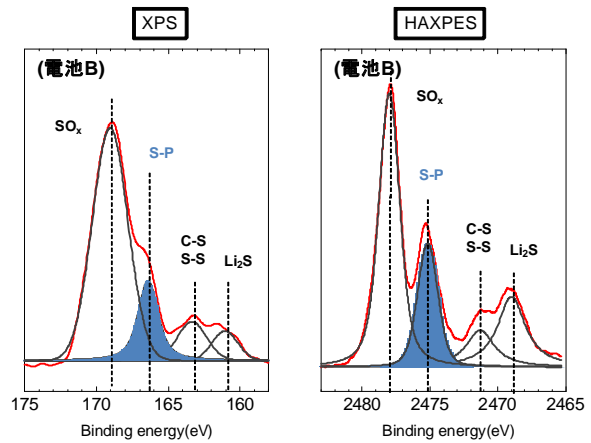 XPS
(電池B)
SOx
S-P
C-S
S-S
Li2S
175
170
165
160
Binding energy(eV)
HAXPES
(電池B)
SOx
S-P
C-S
S-S
Li2S
2480
2475
2470
2465
Binding energy(eV)